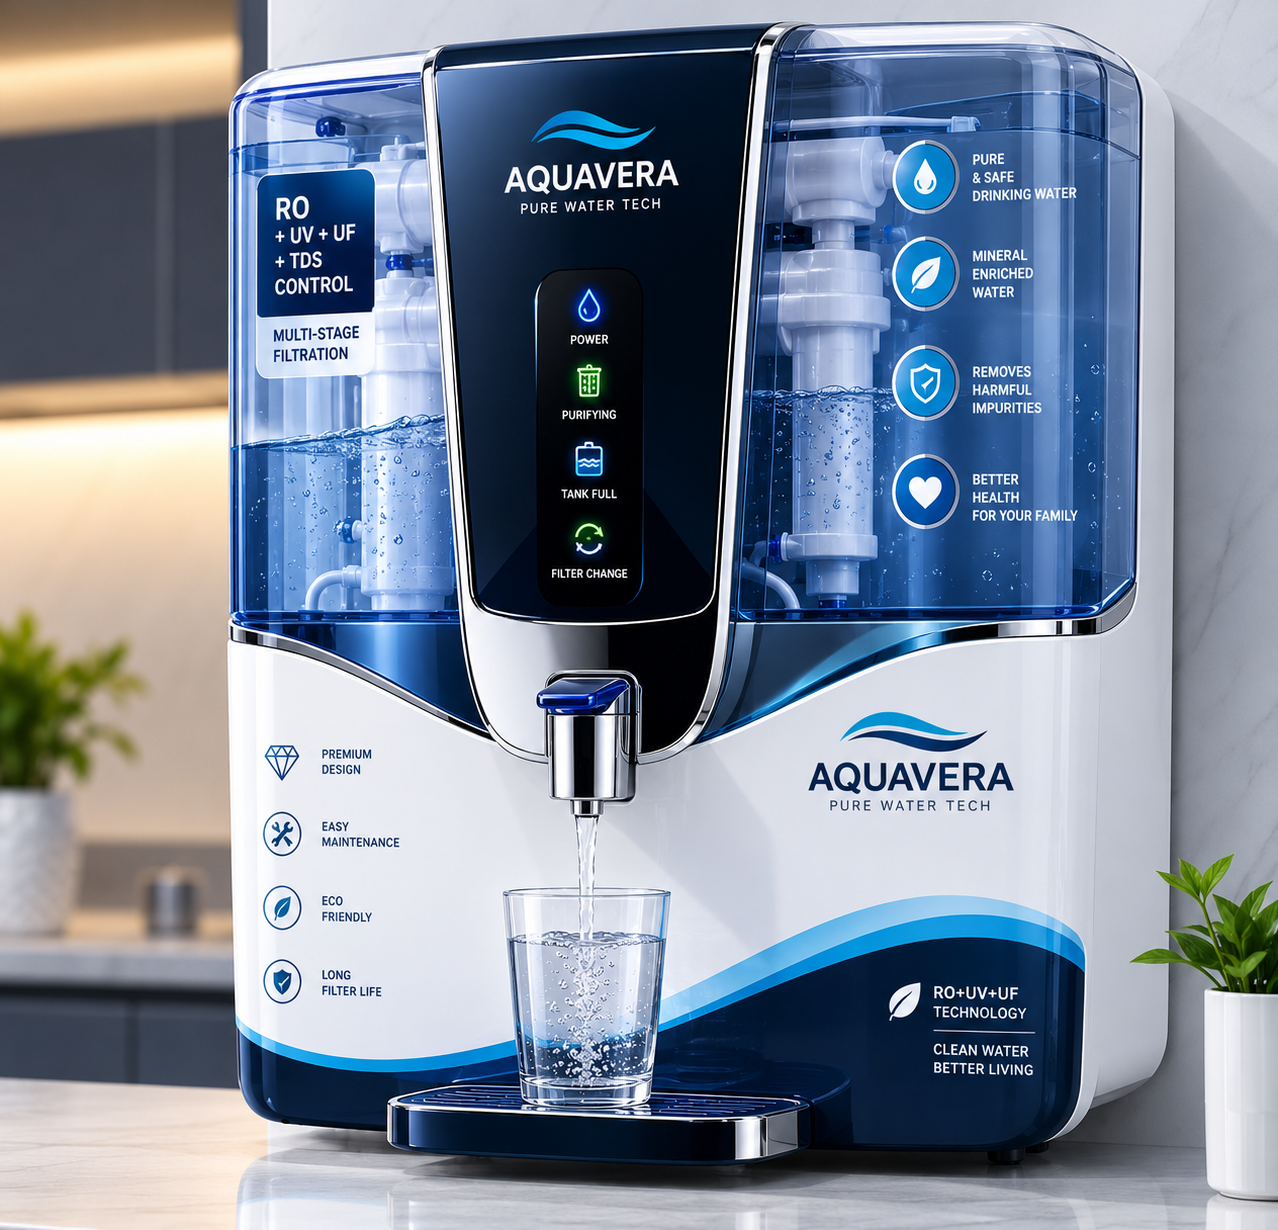 AQUAVERA
PURE WATER TECH
RO
+ UV + UF
+ TDS
CONTROL
MULTI-STAGE
FILTRATION
POWER
PURIFYING
TANK FULL
FILTER CHANGE
PURE
& SAFE
DRINKING WATER
MINERAL
ENRICHED
WATER
REMOVES
HARMFUL
IMPURITIES
BETTER
HEALTH
FOR YOUR FAMILY
PREMIUM
DESIGN
EASY
MAINTENANCE
ECO
FRIENDLY
LONG
FILTER LIFE
AQUAVERA
PURE WATER TECH
RO+UV+UF
TECHNOLOGY
CLEAN WATER
BETTER LIVING